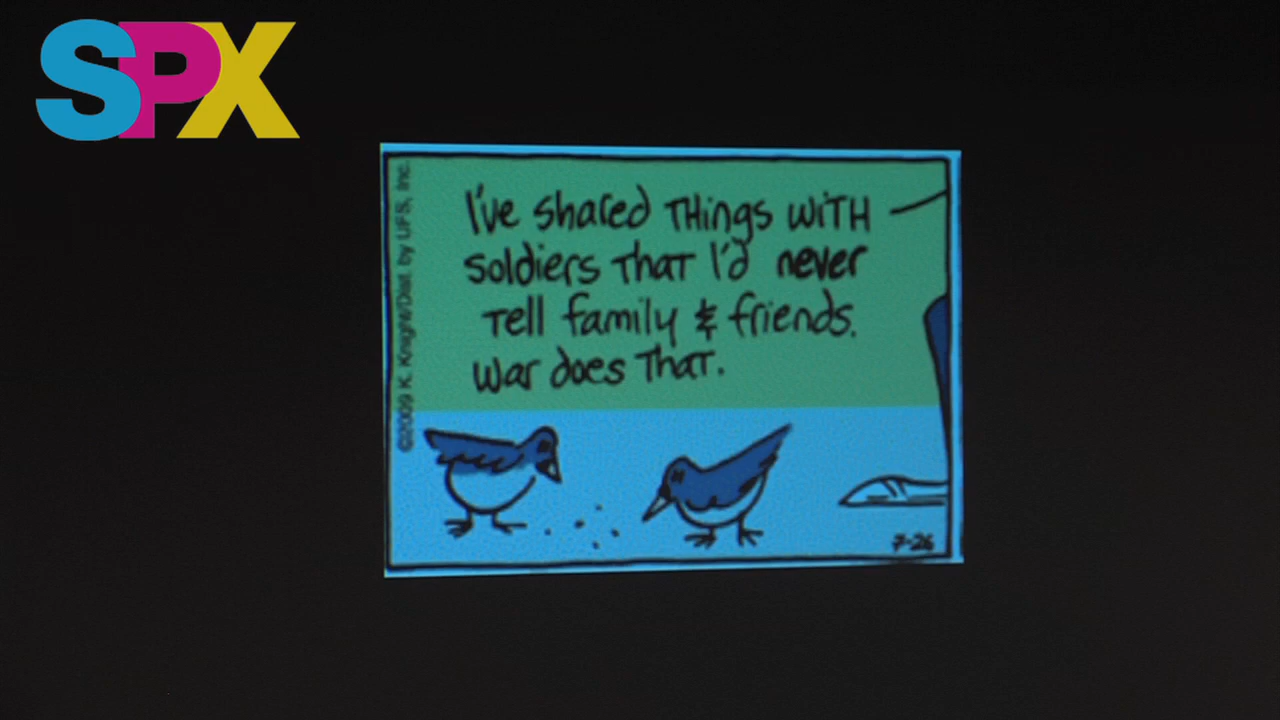 SPX
©2009 K. Knight/Dist. by UFS, Inc.
I've shared THings wiTH
soldiers THaT I'd never
Tell family & friends.
War does THaT.
7-26